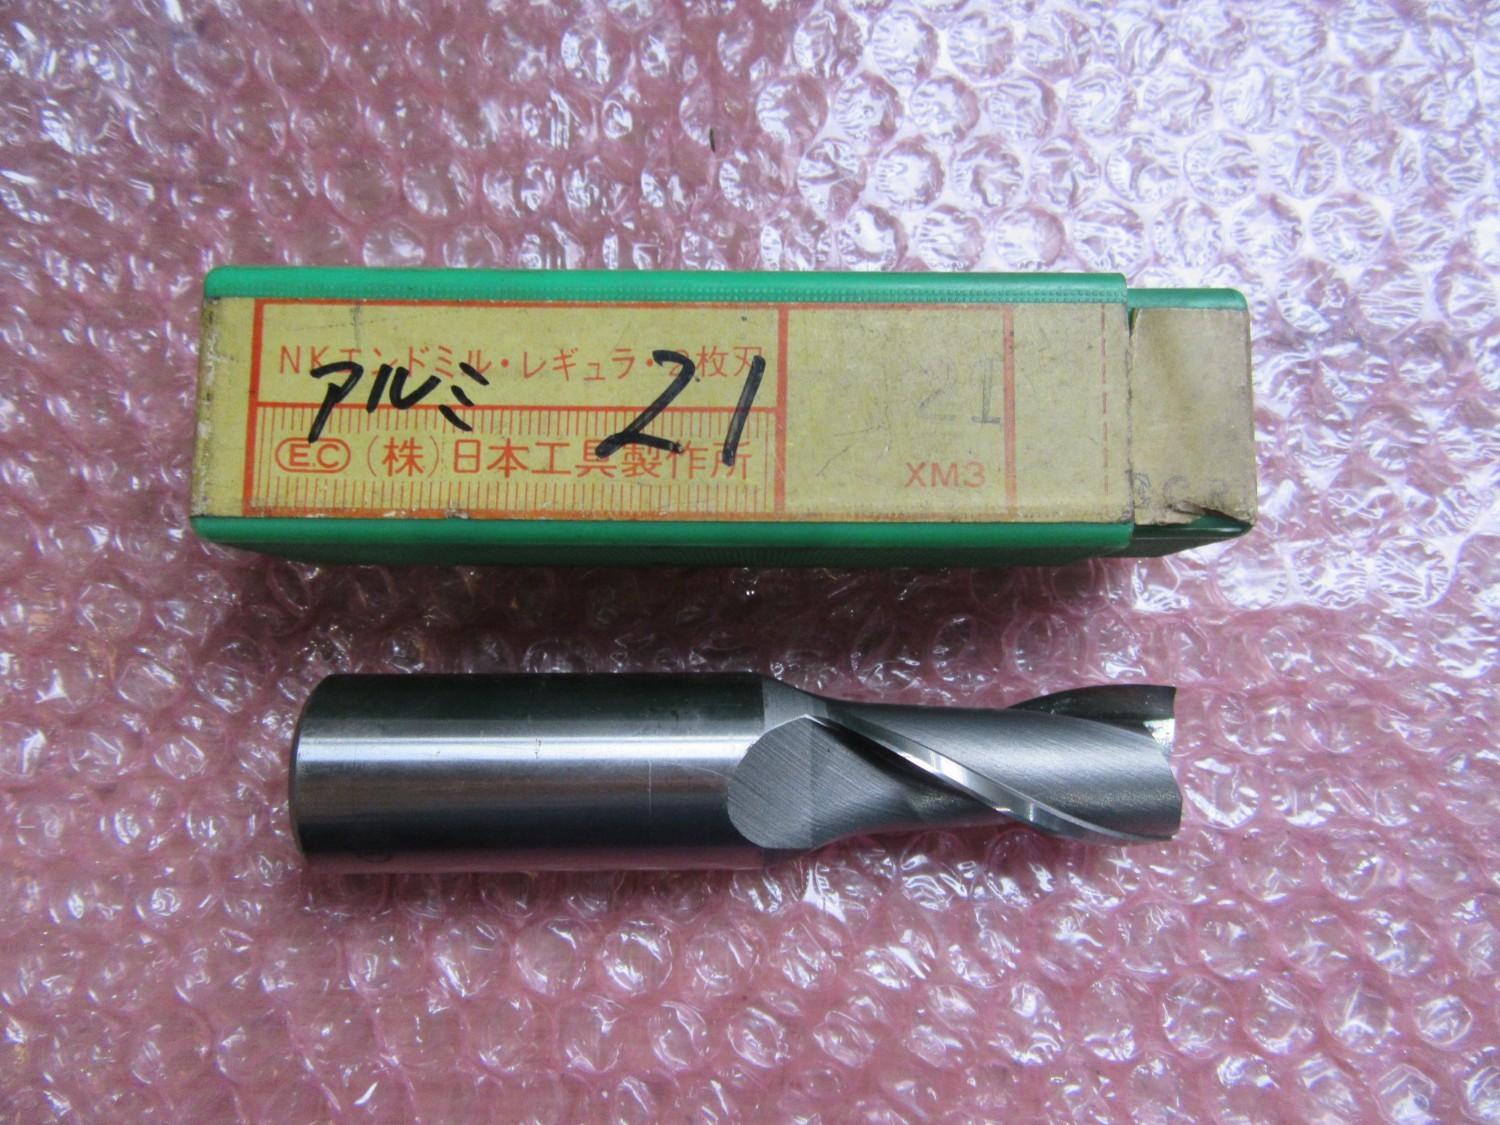 NKエンドミル・レギュラ・2枚刃
アルミ 21
E.C (株)日本工具製作所
21
XM3